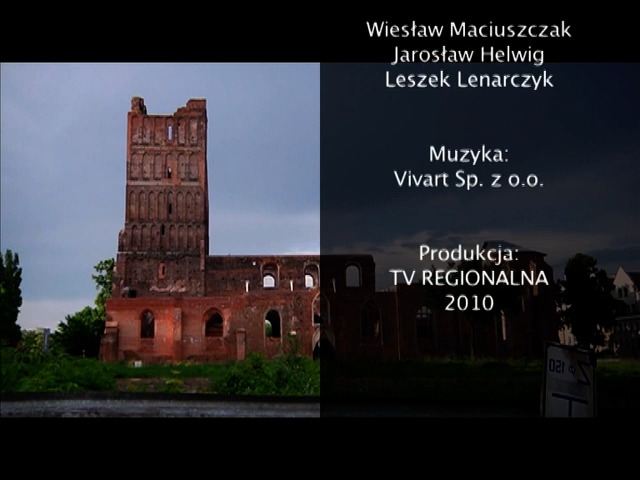 Wiesław Maciuszczak
Jarosław Helwig
Leszek Lenarczyk
Muzyka:
Vivart Sp. z o.o.
Produkcja:
TV REGIONALNA
2010